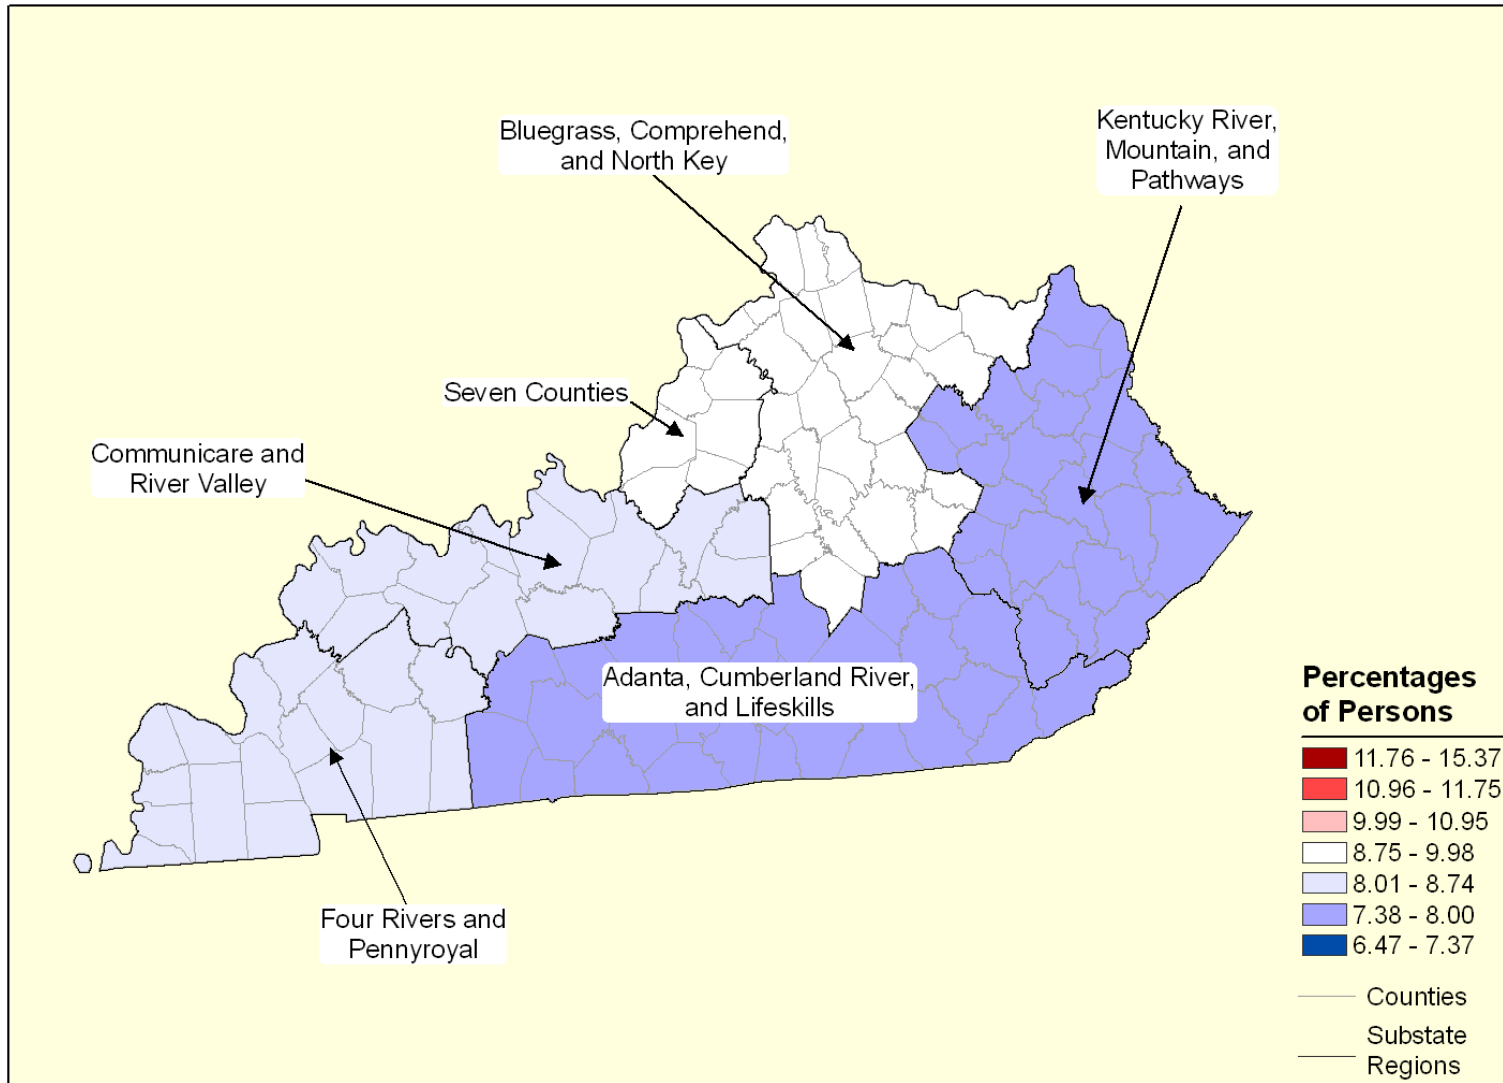 Bluegrass, Comprehend,
and North Key
Kentucky River,
Mountain, and
Pathways
Seven Counties
Communicare and
River Valley
Adanta, Cumberland River,
and Lifeskills
Four Rivers and
Pennyroyal
Percentages
of Persons
11.76 - 15.37
10.96 - 11.75
9.99 - 10.95
8.75 - 9.98
8.01 - 8.74
7.38 - 8.00
6.47 - 7.37
Counties
Substate
Regions